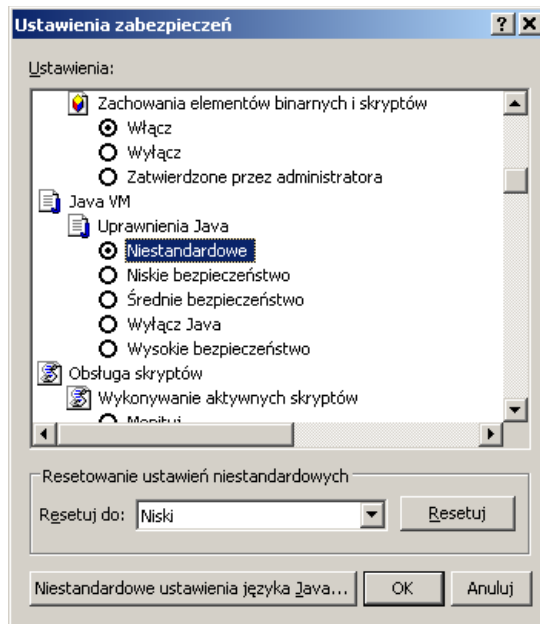 Ustawienia zabezpieczeń
Ustawienia:
Zachowania elementów binarnych i skryptów
Włącz
Wyłącz
Zatwierdzone przez administratora
Java VM
Uprawnienia Java
Niestandardowe
Niskie bezpieczeństwo
Średnie bezpieczeństwo
Wyłącz Java
Wysokie bezpieczeństwo
Obsługa skryptów
Wykonywanie aktywnych skryptów
Monituj
Resetowanie ustawień niestandardowych
Resetuj do: Niski Resetuj
Niestandardowe ustawienia języka Java... OK Anuluj